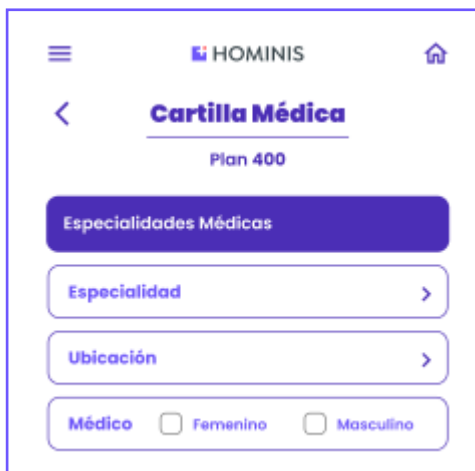 HOMINIS
Cartilla Médica
Plan 400
Especialidades Médicas
Especialidad
Ubicación
Médico Femenino Masculino